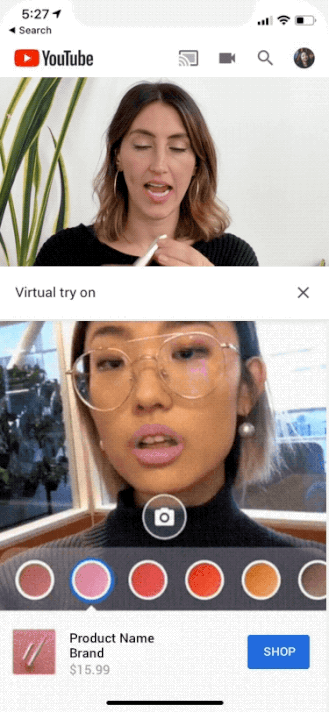 5:27
Search
YouTube
Virtual try on
Product Name
Brand
$15.99
SHOP